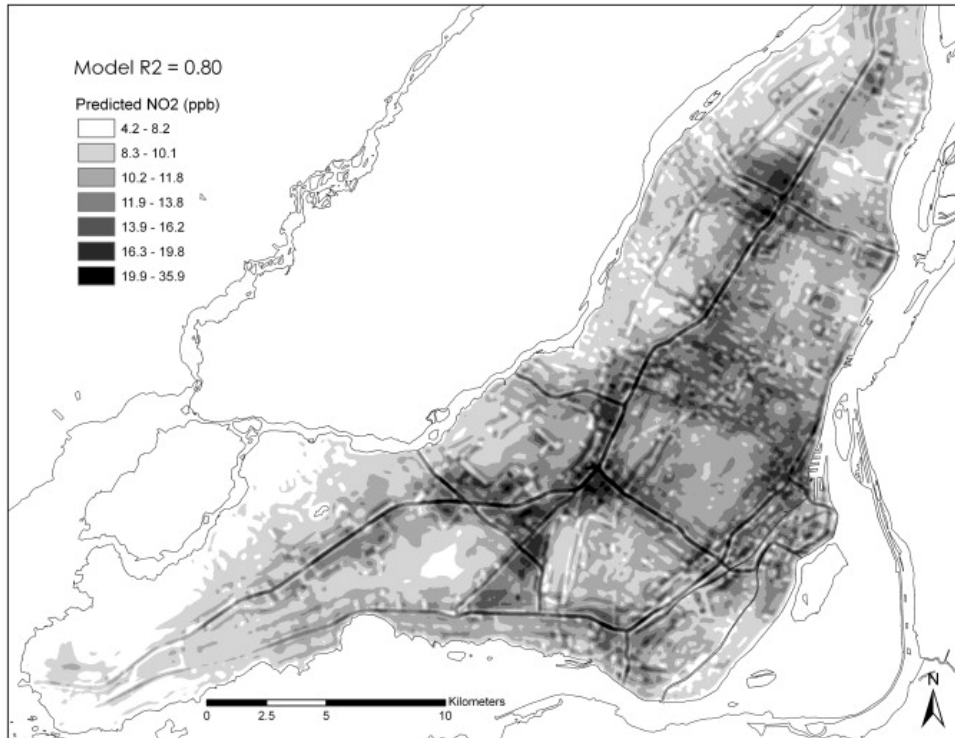 Model R2 = 0.80
Predicted NO2 (ppb)
4.2 - 8.2
8.3 - 10.1
10.2 - 11.8
11.9 - 13.8
13.9 - 16.2
16.3 - 19.8
19.9 - 35.9
Kilometers
0 2.5 5 10
N